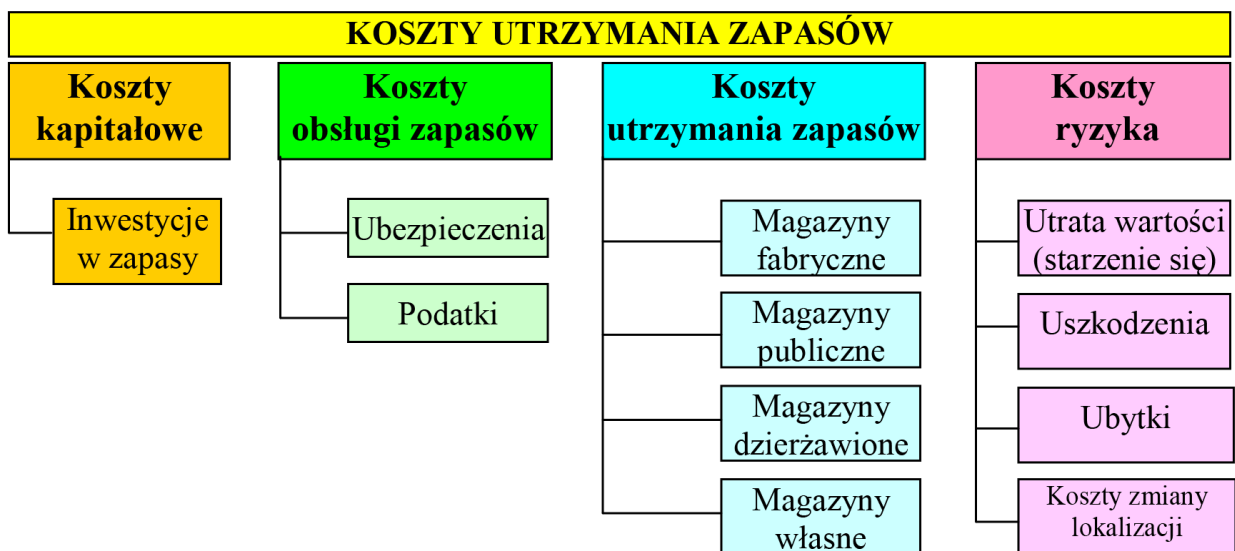 KOSZTY UTRZYMANIA ZAPASÓW
Koszty
kapitałowe
Inwestycje
w zapasy
Koszty
obsługi zapasów
Ubezpieczenia
Podatki
Koszty
utrzymania zapasów
Magazyny
fabryczne
Magazyny
publiczne
Magazyny
dzierżawione
Magazyny
własne
Koszty
ryzyka
Utrata wartości
(starzenie się)
Uszkodzenia
Ubytki
Koszty zmiany
lokalizacji